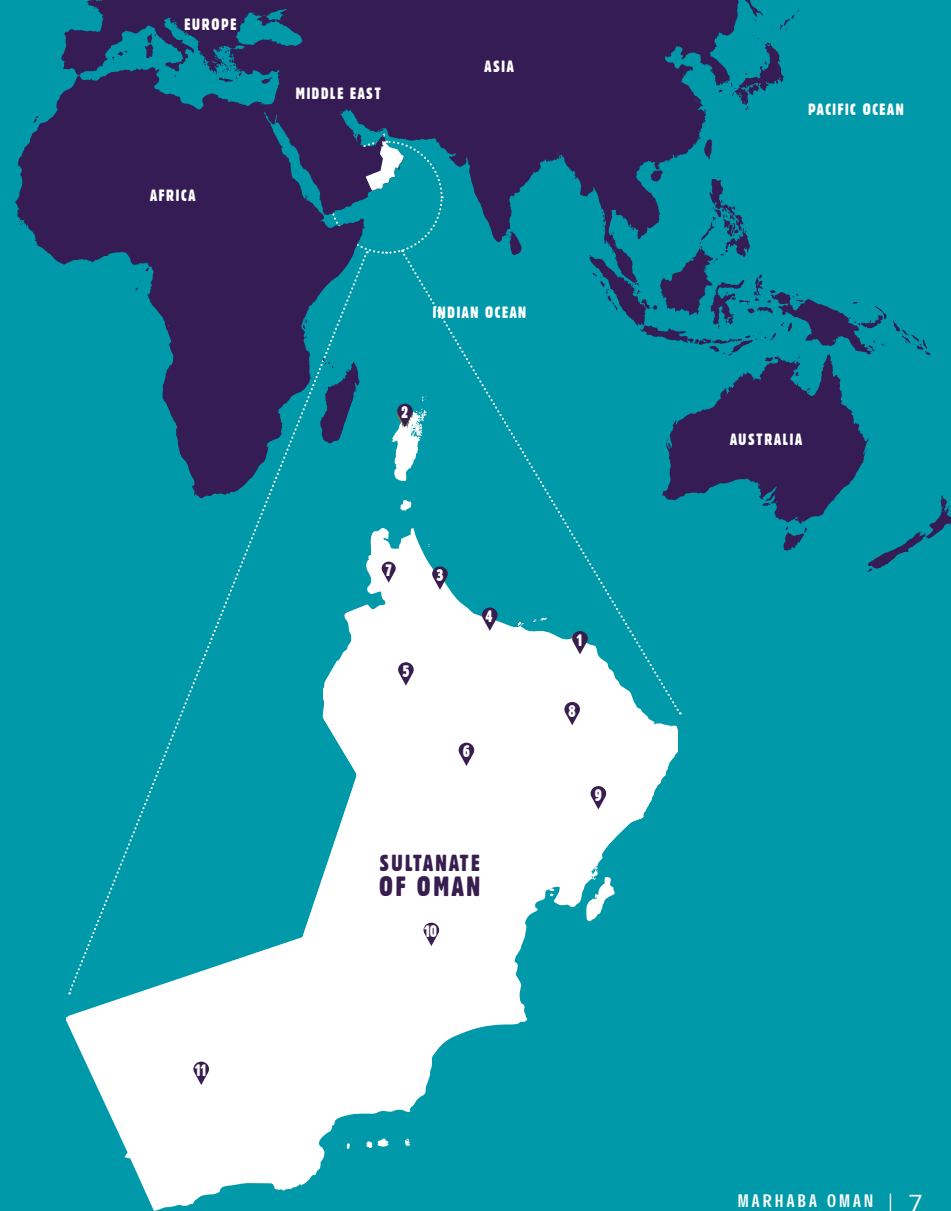 EUROPE
ASIA
MIDDLE EAST
PACIFIC OCEAN
AFRICA
INDIAN OCEAN
AUSTRALIA
2
7
3
4
1
5
8
6
9
SULTANATE
OF OMAN
10
11
MARHABA OMAN | 7